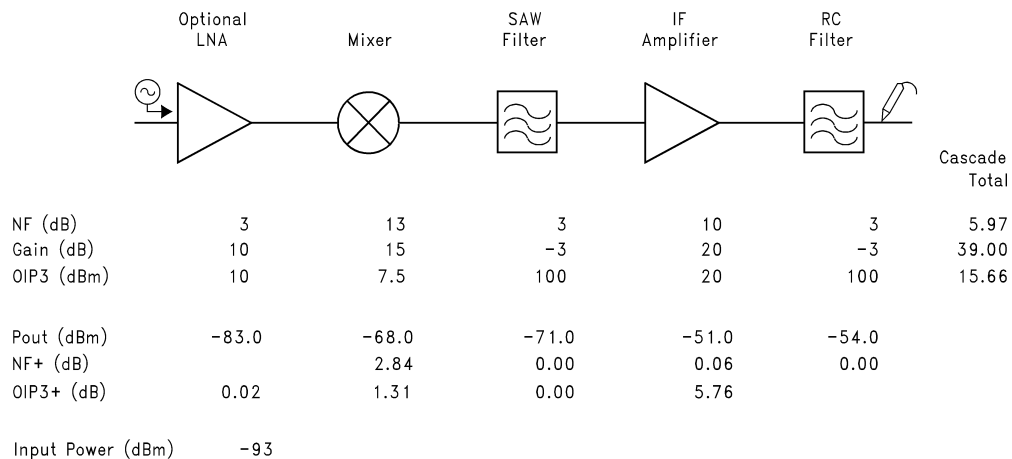 Optional LNA
Mixer
SAW Filter
IF Amplifier
RC Filter
Cascade Total
NF (dB) 3 13 3 10 3 5.97
Gain (dB) 10 15 -3 20 -3 39.00
OIP3 (dBm) 10 7.5 100 20 100 15.66
Pout (dBm) -83.0 -68.0 -71.0 -51.0 -54.0
NF+ (dB) 2.84 0.00 0.06 0.00
OIP3+ (dB) 0.02 1.31 0.00 5.76
Input Power (dBm) -93